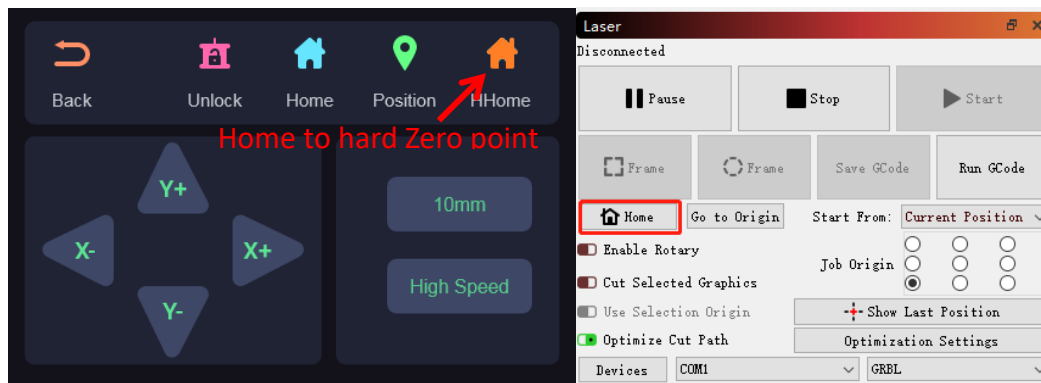 Back
Unlock
Home
Position
HHome
Home to hard Zero point
Y+
X-
X+
Y-
10mm
High Speed
Laser
Disconnected
Pause
Stop
Start
Frame
Frame
Save GCode
Run GCode
Home
Go to Origin
Start From:
Current Position
Enable Rotary
Job Origin
Cut Selected Graphics
Use Selection Origin
Show Last Position
Optimize Cut Path
Optimization Settings
Devices
COM1
GRBL